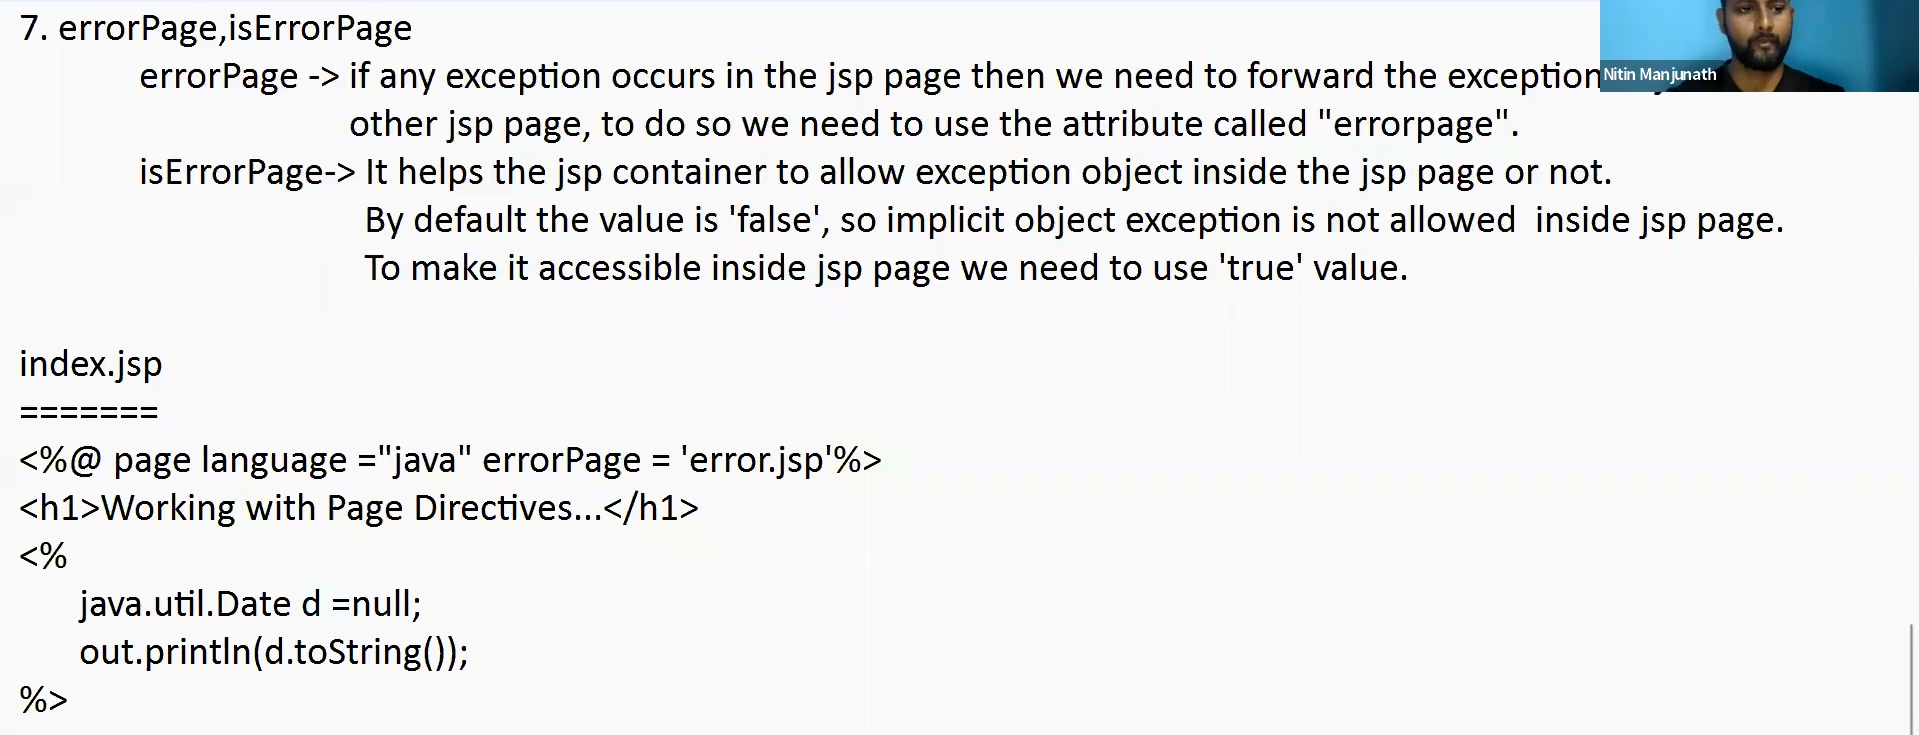 7. errorPage,isErrorPage
errorPage -> if any exception occurs in the jsp page then we need to forward the exception
Nitin Manjunath
other jsp page, to do so we need to use the attribute called "errorpage".
isErrorPage-> It helps the jsp container to allow exception object inside the jsp page or not.
By default the value is 'false', so implicit object exception is not allowed  inside jsp page.
To make it accessible inside jsp page we need to use 'true' value.
index.jsp
=======
<%@ page language ="java" errorPage = 'error.jsp'%>
<h1>Working with Page Directives...</h1>
<%
java.util.Date d =null;
out.println(d.toString());
%>